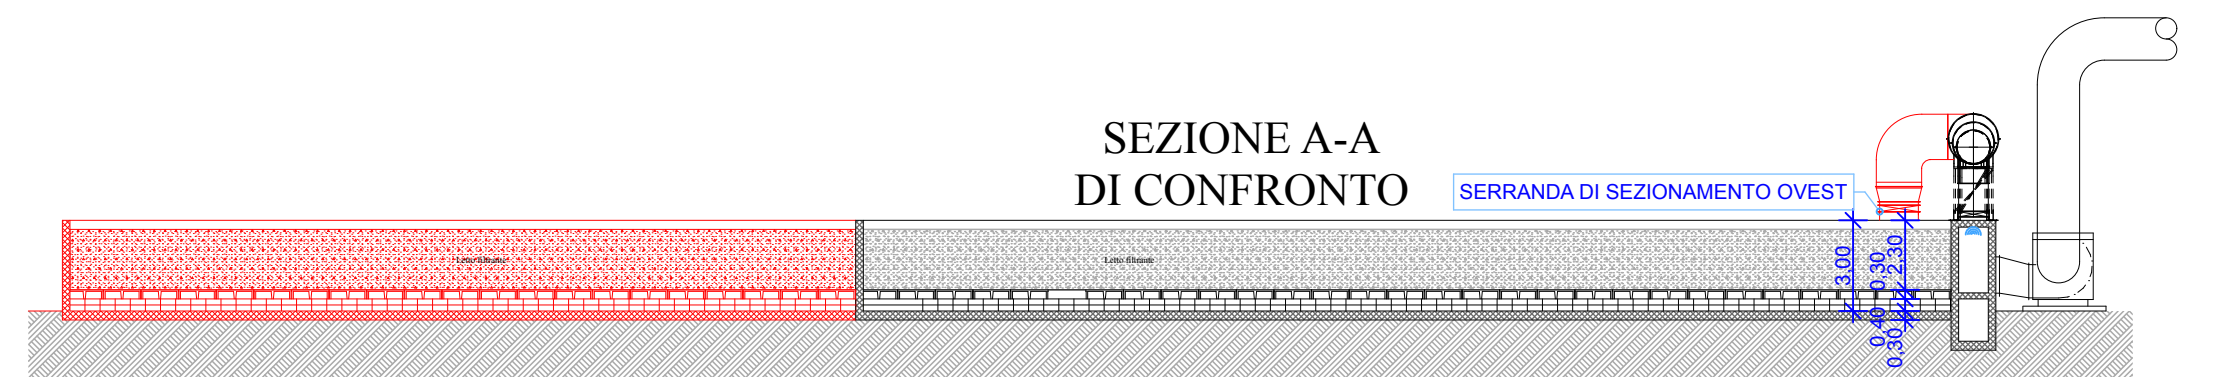 SEZIONE A-A
DI CONFRONTO
SERRANDA DI SEZIONAMENTO OVEST
Letto filtrante
Letto filtrante
3,00
0,30
2,30
0,40
0,30